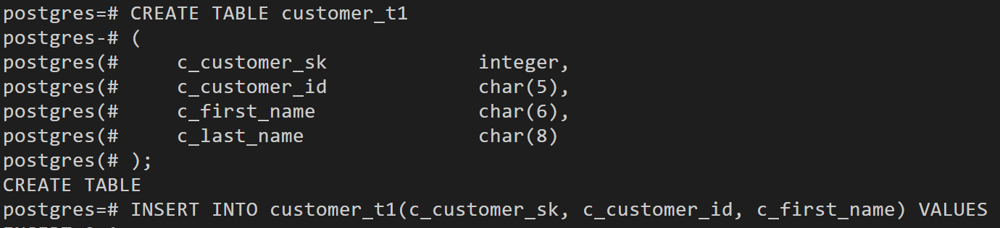 postgres=# CREATE TABLE customer_t1
postgres-# (
postgres(#     c_customer_sk             integer,
postgres(#     c_customer_id             char(5),
postgres(#     c_first_name              char(6),
postgres(#     c_last_name               char(8)
postgres(# );
CREATE TABLE
postgres=# INSERT INTO customer_t1(c_customer_sk, c_customer_id, c_first_name) VALUES